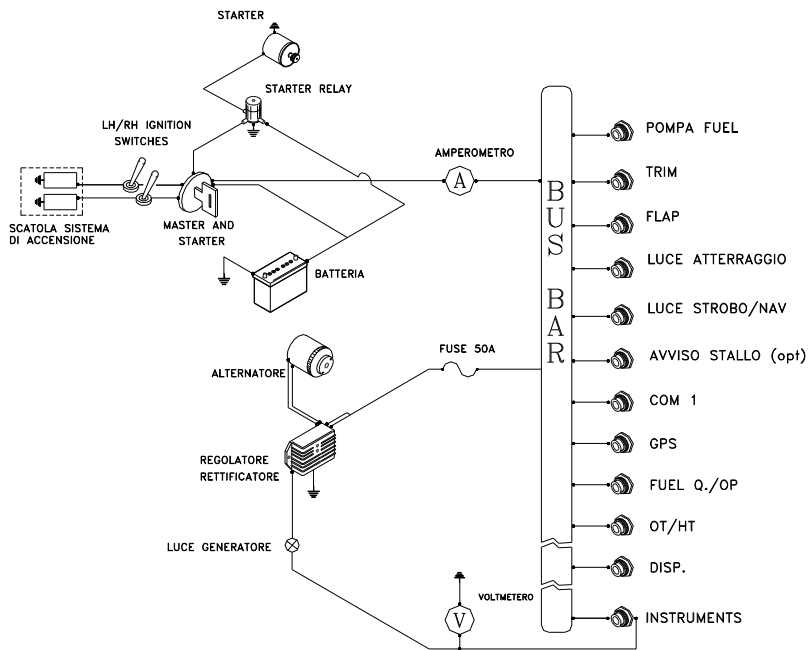 STARTER
STARTER RELAY
LH/RH IGNITION
SWITCHES
AMPEROMETRO
A
SCATOLA SISTEMA
DI ACCENSIONE
MASTER AND
STARTER
BATTERIA
ALTERNATORE
FUSE 50A
REGOLATORE
RETTIFICATORE
LUCE GENERATORE
VOLTMETERO
V
BUS BAR
POMPA FUEL
TRIM
FLAP
LUCE ATTERRAGGIO
LUCE STROBO/NAV
AVVISO STALLO (opt)
COM 1
GPS
FUEL Q./OP
OT/HT
DISP.
INSTRUMENTS